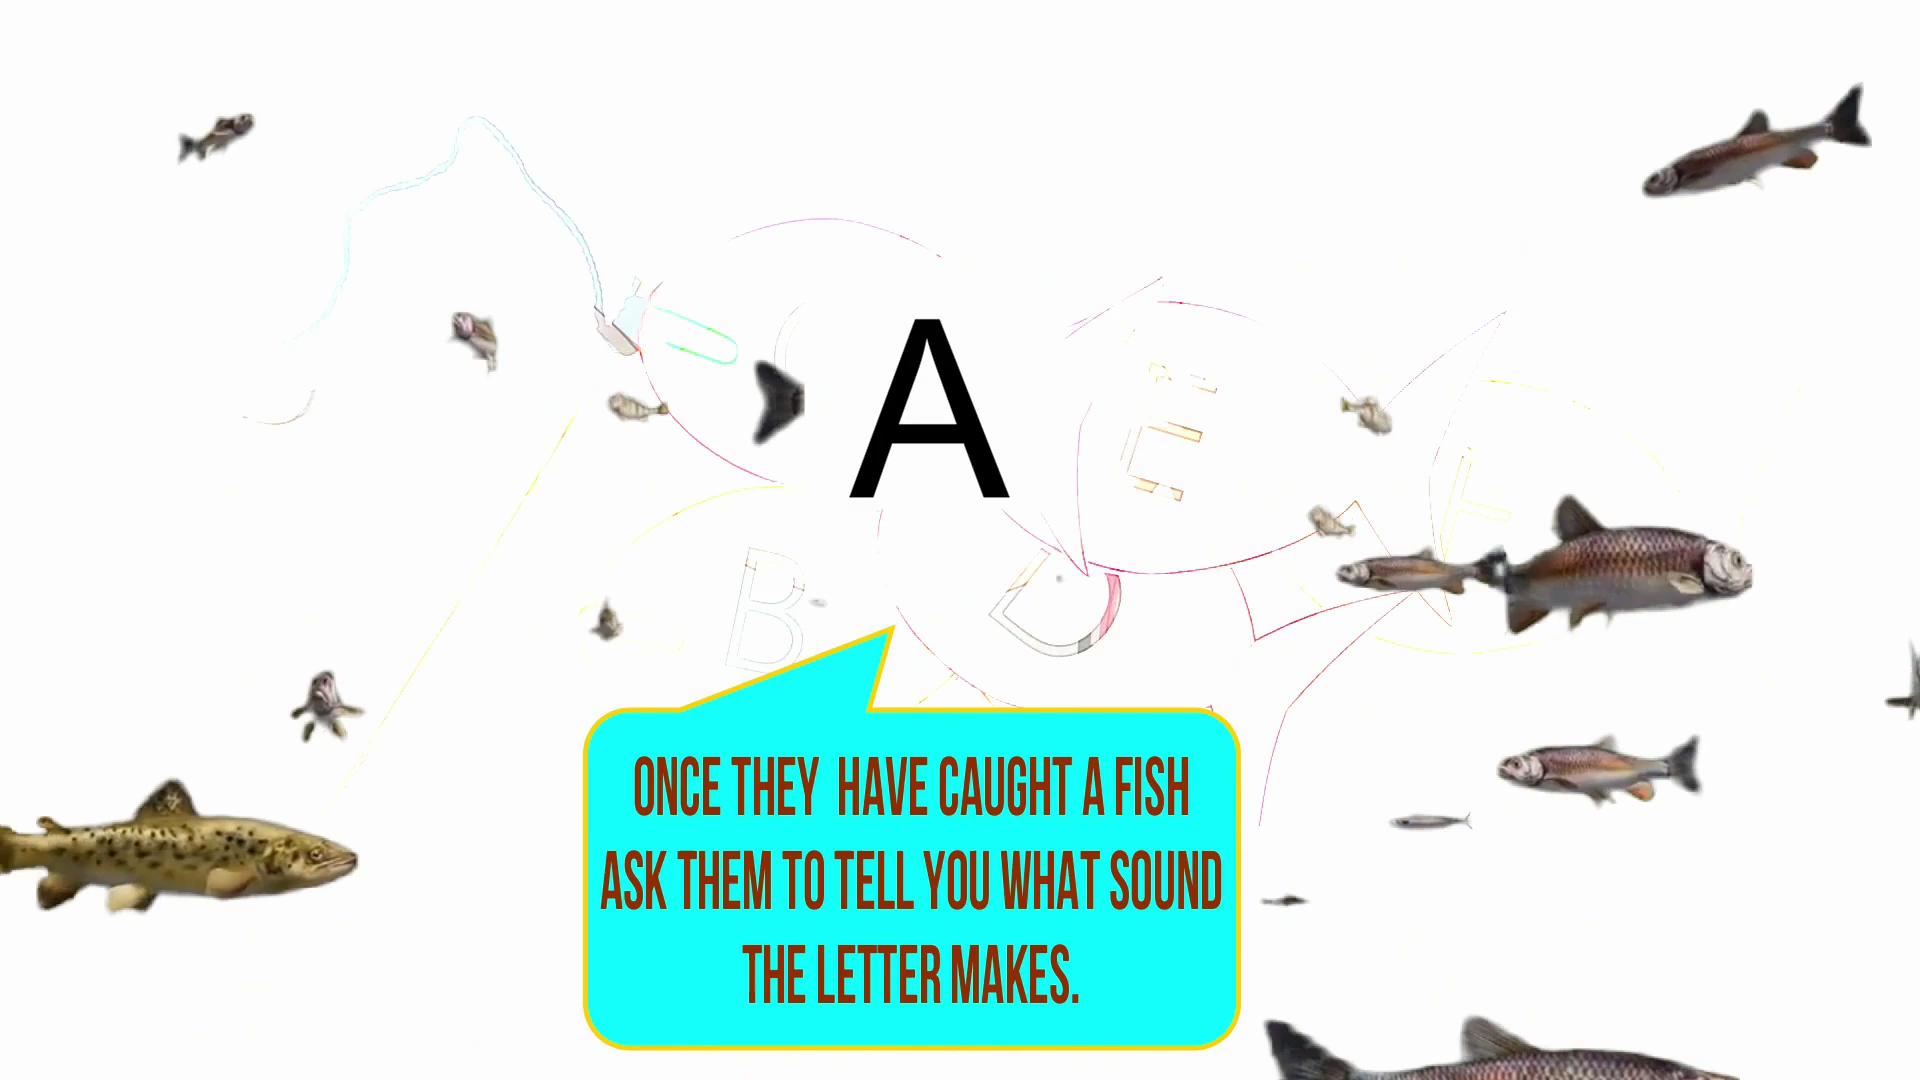 A
E
F
B
D
ONCE THEY HAVE CAUGHT A FISH
ASK THEM TO TELL YOU WHAT SOUND
THE LETTER MAKES.